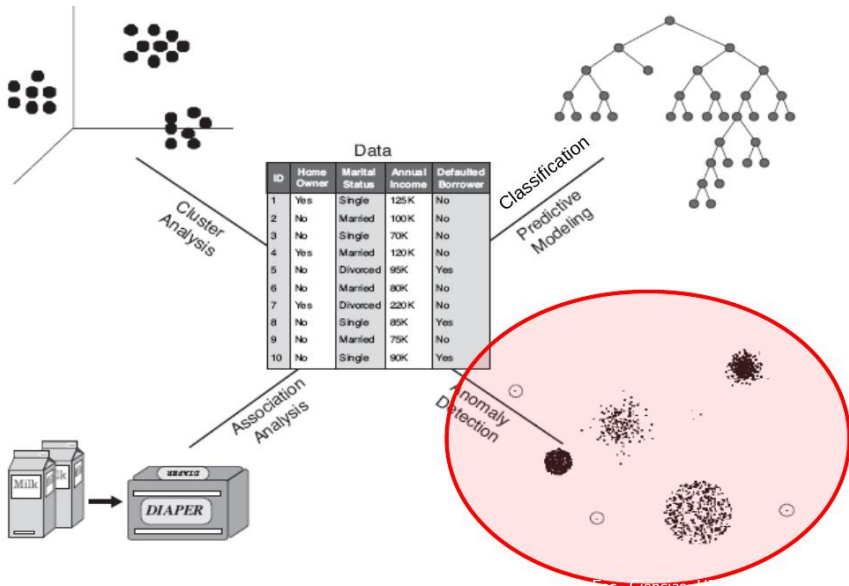 Data
ID Home Owner Marital Status Annual Income Defaulted Borrower
1 Yes Single 125K No
2 No Married 100K No
3 No Single 70K No
4 Yes Married 120K No
5 No Divorced 95K Yes
6 No Married 80K No
7 Yes Divorced 220K No
8 No Single 85K Yes
9 No Married 75K No
10 No Single 90K Yes
Cluster
Analysis
Classification
Predictive
Modeling
Association
Analysis
Anomaly
Detection
Milk
DIAPER
DIAPER